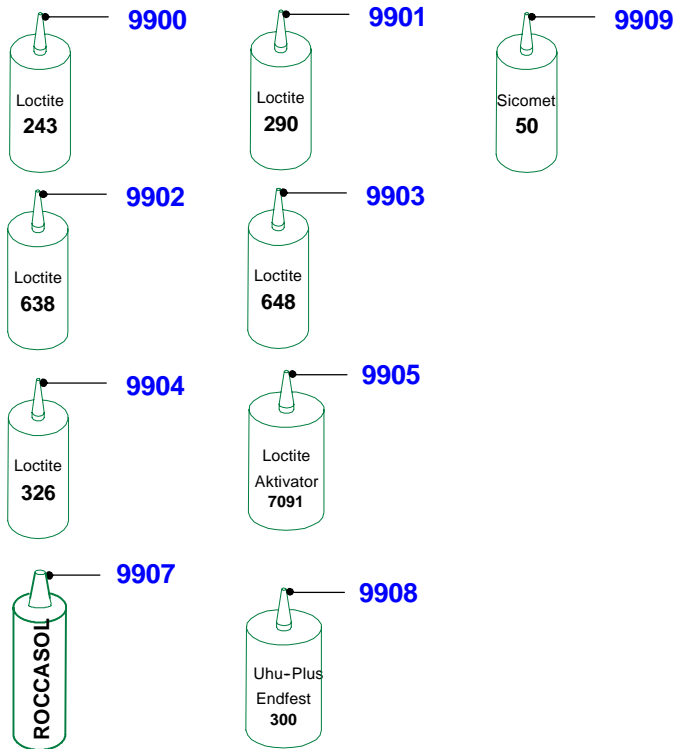 9900
Loctite
243
9901
Loctite
290
9909
Sicomet
50
9902
Loctite
638
9903
Loctite
648
9904
Loctite
326
9905
Loctite
Aktivator
7091
9907
ROCCASOL
9908
Uhu-Plus
Endfest
300